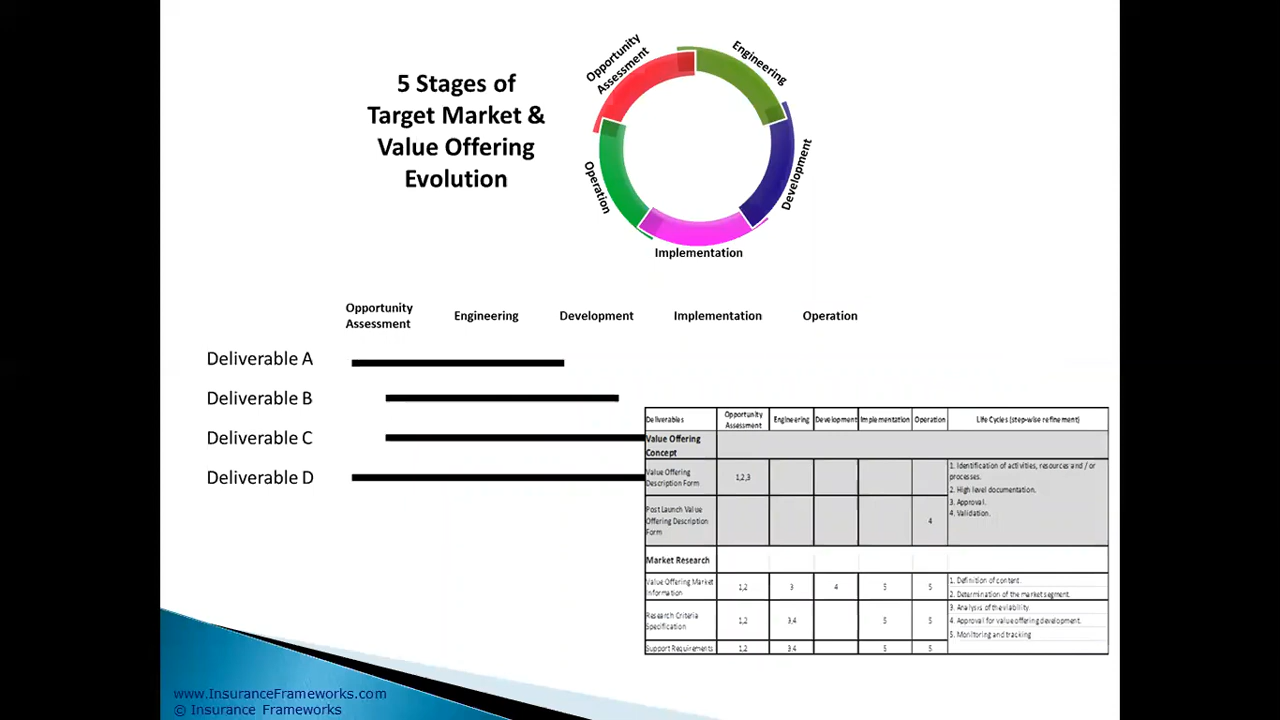 5 Stages of
Target Market &
Value Offering
Evolution
Opportunity
Assessment
Engineering
Development
Implementation
Operation
Opportunity
Assessment
Engineering
Development
Implementation
Operation
Deliverable A
Deliverable B
Deliverable C
Deliverable D
Deliverables
Opportunity
Assessment
Engineering
Development
Implementation
Operation
Life Cycles (step-wise refinement)
Value Offering
Concept
Value Offering
Description Form
1,2,3
1. Identification of activities, resources and / or
processes.
2. High level documentation.
3. Approval.
4. Validation.
Post Launch Value
Offering Description
Form
4
Market Research
Value Offering Market
Information
1,2
3
4
5
5
1. Definition of content.
2. Determination of the market segment.
Research Criteria
Specification
1,2
3,4
5
5
3. Analysis of the viability.
4. Approval for value offering development.
5. Monitoring and tracking
Support Requirements
1,2
3,4
5
5
www.InsuranceFrameworks.com
© Insurance Frameworks